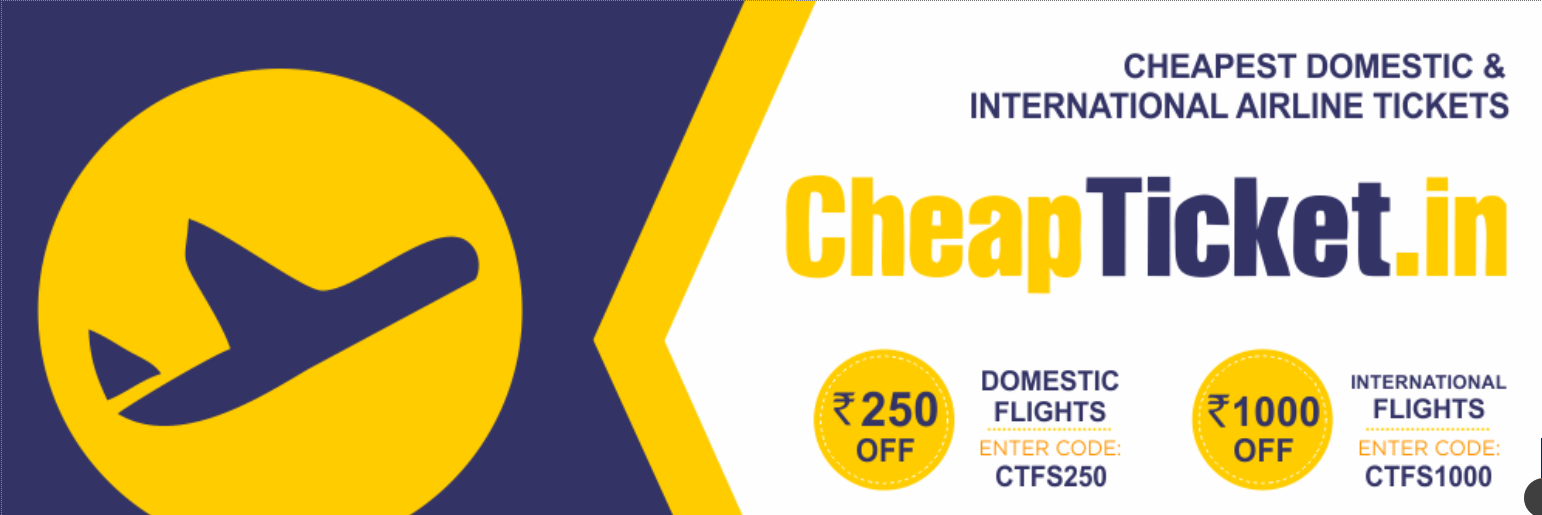 CHEAPEST DOMESTIC &
INTERNATIONAL AIRLINE TICKETS
CheapTicket.in
₹250
OFF
DOMESTIC
FLIGHTS
ENTER CODE:
CTFS250
₹1000
OFF
INTERNATIONAL
FLIGHTS
ENTER CODE:
CTFS1000